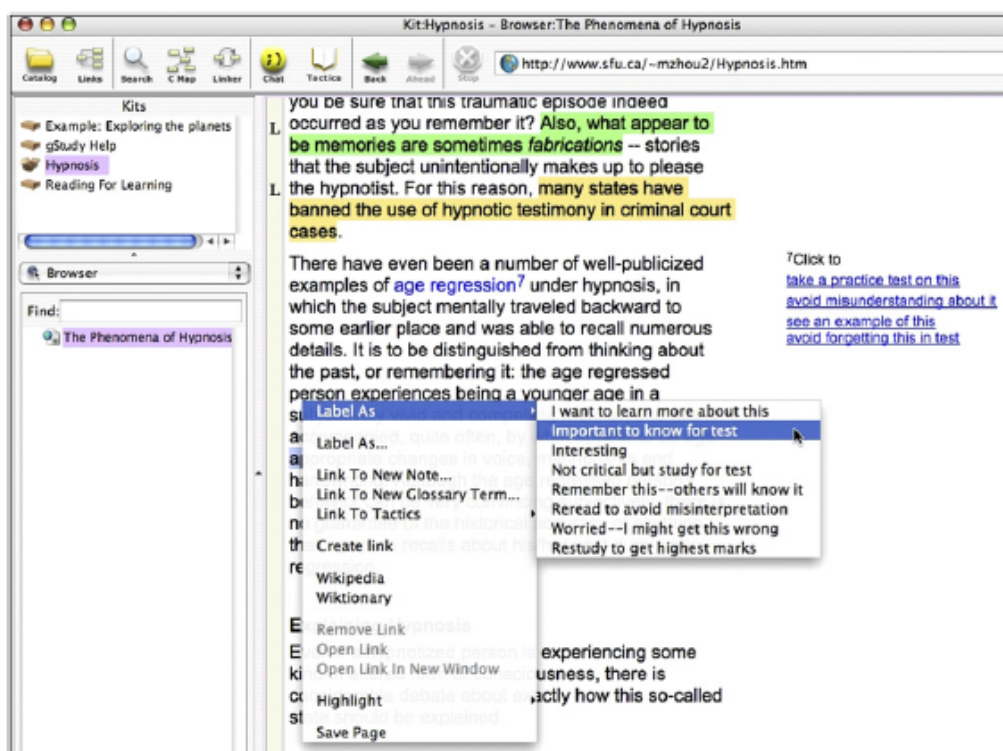 Kit:Hypnosis – Browser:The Phenomena of Hypnosis
Catalog Links Search C Map Linker Chat Tactics Back Ahead Stop http://www.sfu.ca/~mzhou2/Hypnosis.htm
Kits
Example: Exploring the planets
gStudy Help
Hypnosis
Reading For Learning
Browser
Find:
The Phenomena of Hypnosis
you be sure that this traumatic episode indeed
L occurred as you remember it? Also, what appear to
be memories are sometimes fabrications -- stories
that the subject unintentionally makes up to please
L the hypnotist. For this reason, many states have
banned the use of hypnotic testimony in criminal court
cases.
There have even been a number of well-publicized
examples of age regression7 under hypnosis, in
which the subject mentally traveled backward to
some earlier place and was able to recall numerous
details. It is to be distinguished from thinking about
the past, or remembering it: the age regressed
person experiences being a younger age in a
7Click to
take a practice test on this
avoid misunderstanding about it
see an example of this
avoid forgetting this in test
Label As
Label As...
Link To New Note...
Link To New Glossary Term...
Link To Tactics
Create link
Wikipedia
Wiktionary
Remove Link
Open Link
Open Link In New Window
Highlight
Save Page
I want to learn more about this
Important to know for test
Interesting
Not critical but study for test
Remember this--others will know it
Reread to avoid misinterpretation
Worried--I might get this wrong
Restudy to get highest marks
experiencing some
there is
exactly how this so-called